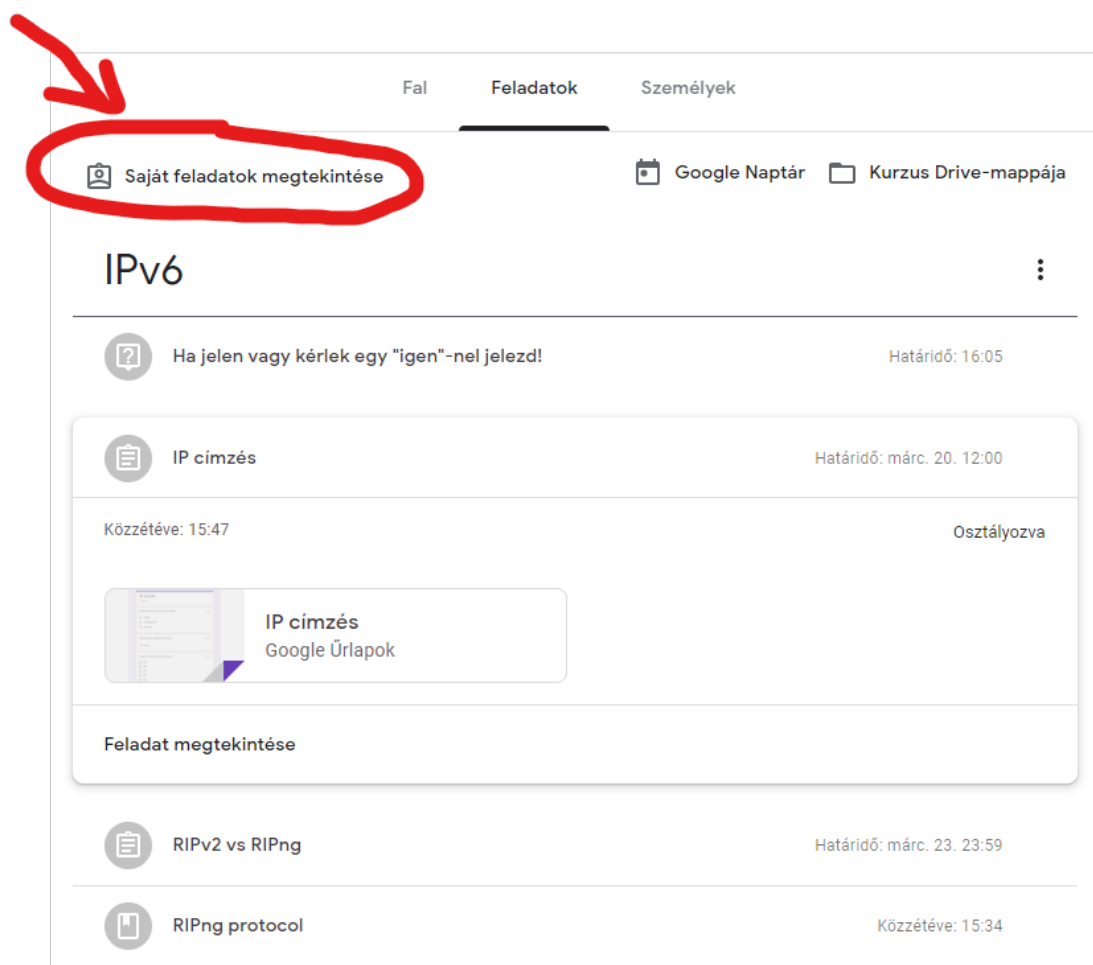 Fal Feladatok Személyek
Saját feladatok megtekintése Google Naptár Kurzus Drive-mappája
IPv6
Ha jelen vagy kérlek egy "igen"-nel jelezd! Határidő: 16:05
IP címzés Határidő: márc. 20. 12:00
Közzétéve: 15:47 Osztályozva
IP címzés
Google Űrlapok
Feladat megtekintése
RIPv2 vs RIPng Határidő: márc. 23. 23:59
RIPng protocol Közzétéve: 15:34